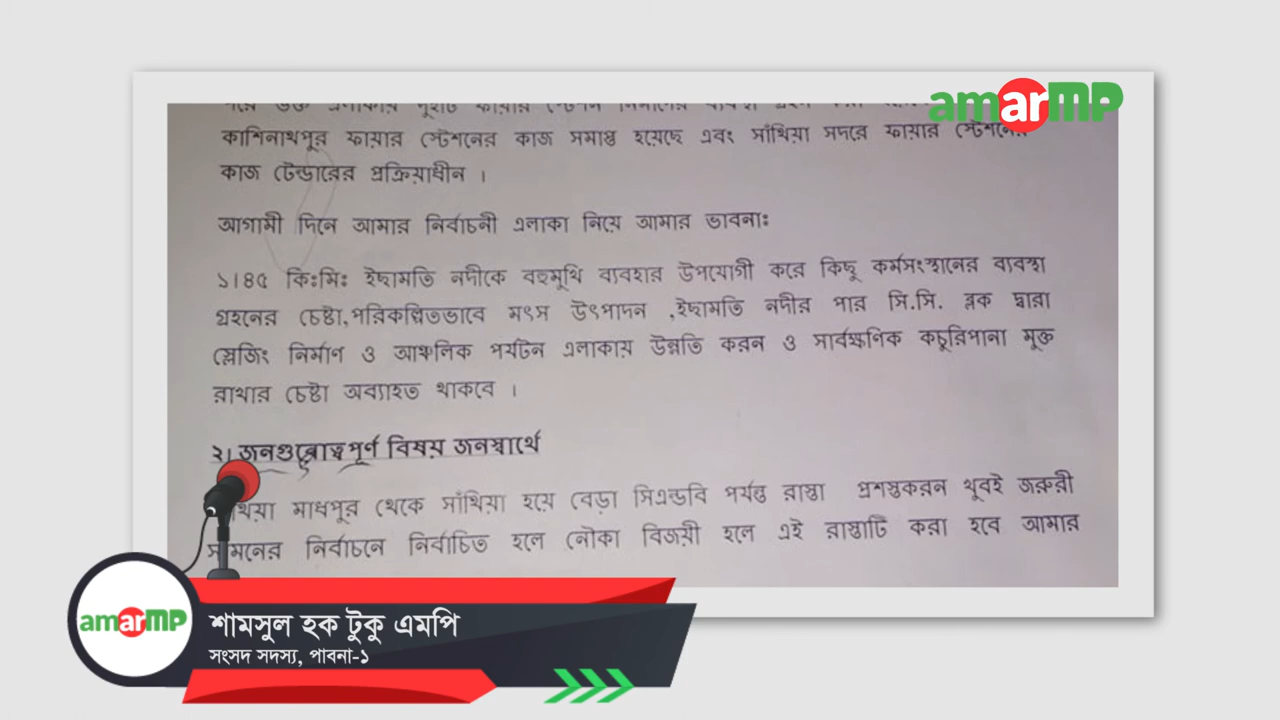 amarMP
কাশিনাথপুর ফায়ার স্টেশনের কাজ সমাপ্ত হয়েছে এবং সাঁথিয়া সদরে ফায়ার স্টেশনের
কাজ টেন্ডারের প্রক্রিয়াধীন ।
আগামী দিনে আমার নির্বাচনী এলাকা নিয়ে আমার ভাবনাঃ
১।৪৫ কিঃমিঃ ইছামতি নদীকে বহুমুখি ব্যবহার উপযোগী করে কিছু কর্মসংস্থানের ব্যবস্থা
গ্রহনের চেষ্টা,পরিকল্পিতভাবে মৎস উৎপাদন ,ইছামতি নদীর পার সি.সি. ব্লক দ্বারা
স্লেজিং নির্মাণ ও আঞ্চলিক পর্যটন এলাকায় উন্নতি করন ও সার্বক্ষণিক কচুরিপানা মুক্ত
রাখার চেষ্টা অব্যাহত থাকবে ।
২। জনগুরোত্বপূর্ণ বিষয় জনস্বার্থে
মাধপুর থেকে সাঁথিয়া হয়ে বেড়া সিএন্ডবি পর্যন্ত রাস্তা প্রশস্তকরন খুবই জরুরী
সামনের নির্বাচনে নির্বাচিত হলে নৌকা বিজয়ী হলে এই রাস্তাটি করা হবে আমার
amarMP
শামসুল হক টুকু এমপি
সংসদ সদস্য, পাবনা-১